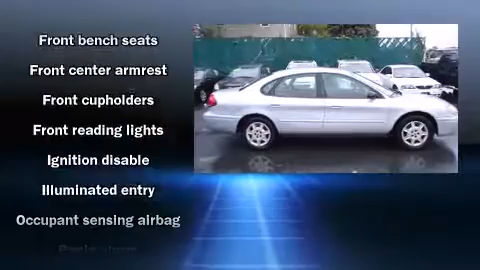 Front bench seats
Front center armrest
Front cupholders
Front reading lights
Ignition disable
Illuminated entry
Occupant sensing airbag